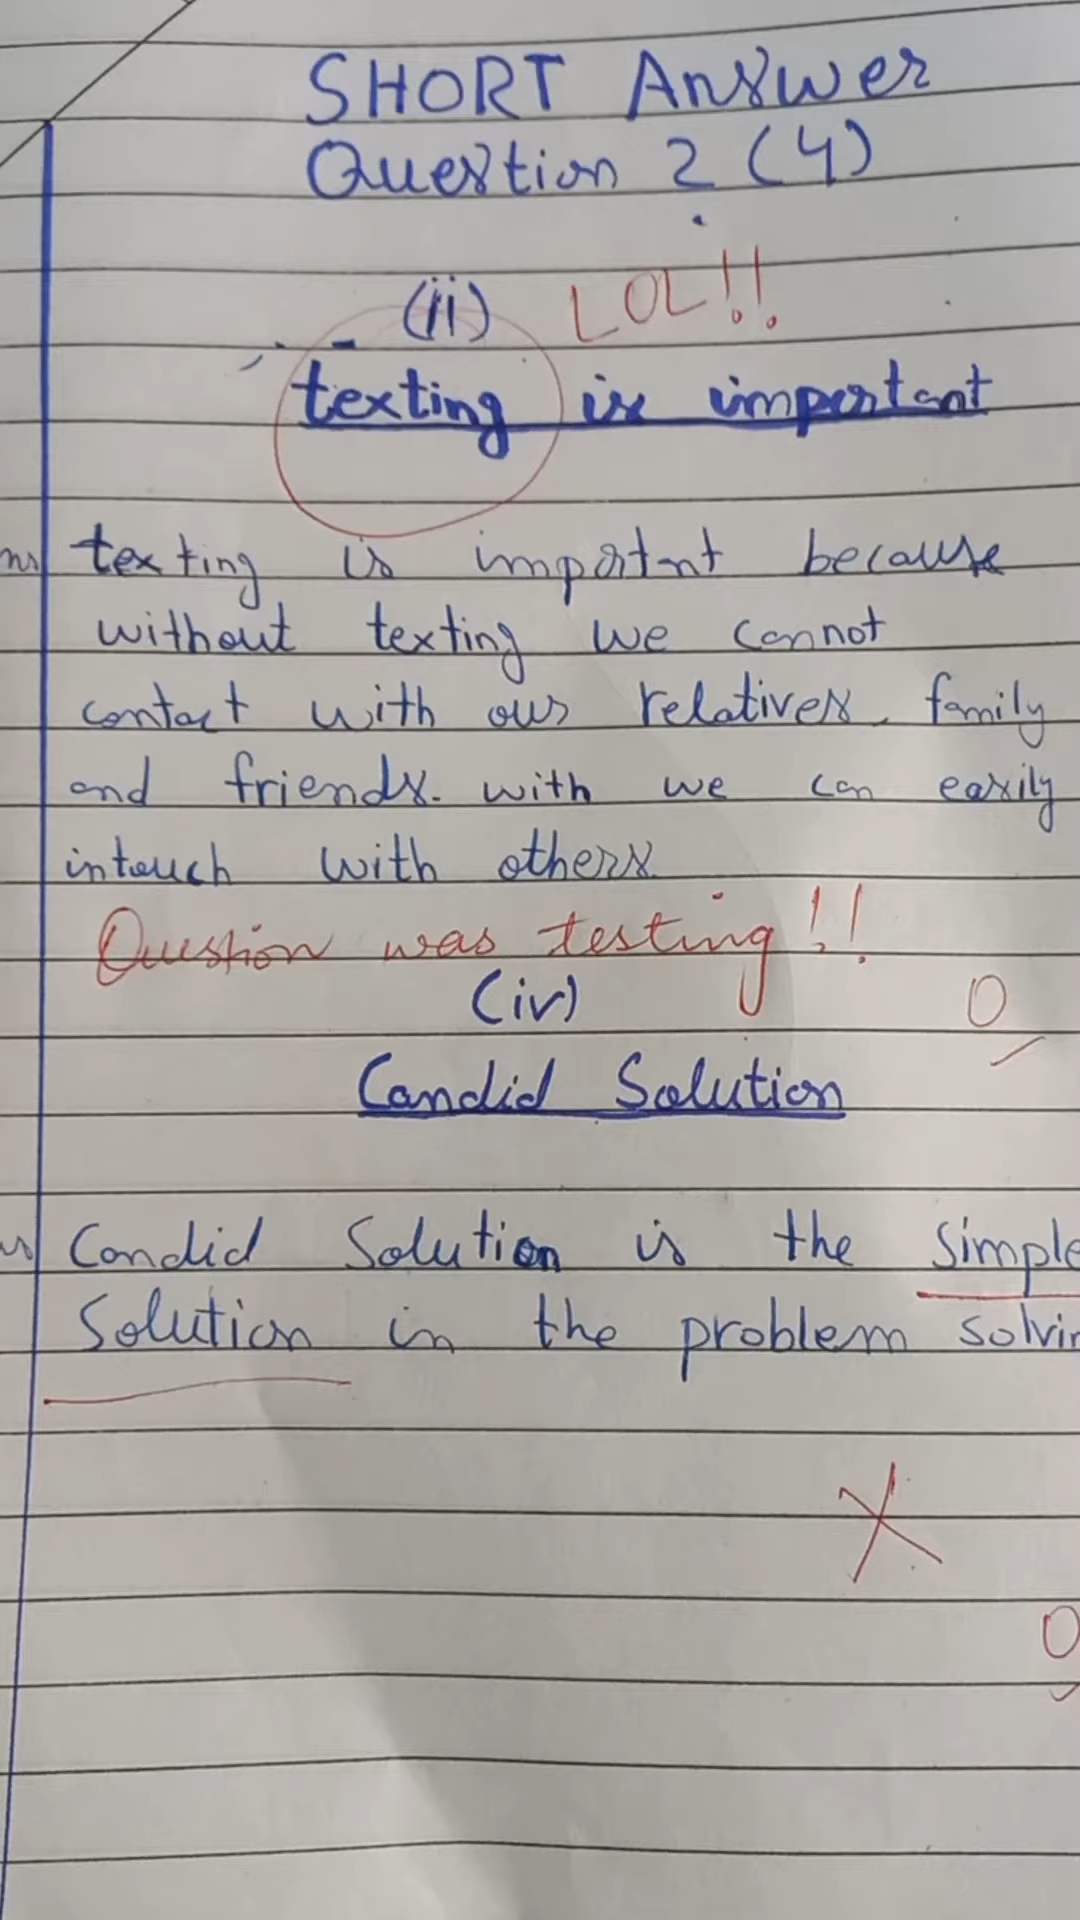 SHORT Answer
Question 2 (4)
(ii) LOL!!
texting is important
texting is important because
without texting we cannot
contact with our relatives, family
and friends. with we can easily
intouch with others.
Question was testing!!
(iv) 0
Candid Solution
Candid Solution is the Simple
Solution in the problem solvin
X
0